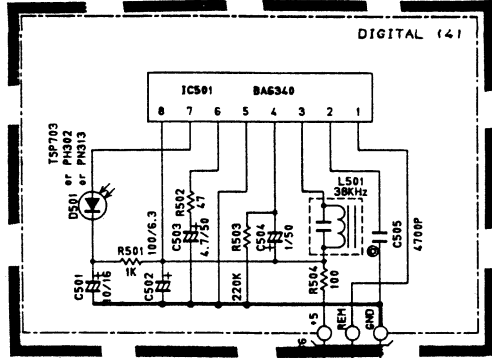 DIGITAL (4)
IC501 BA6340
8 7 6 5 4 3 2 1
TSP703
or PH302
or PN313
D501
R502
47
L501
38KHz
C503
4.7/50
100/6.3
R503
220K
C504
1/50
C505
4700P
R501
1K
C501
10/16
C502
R504
100
+5
REM
GND